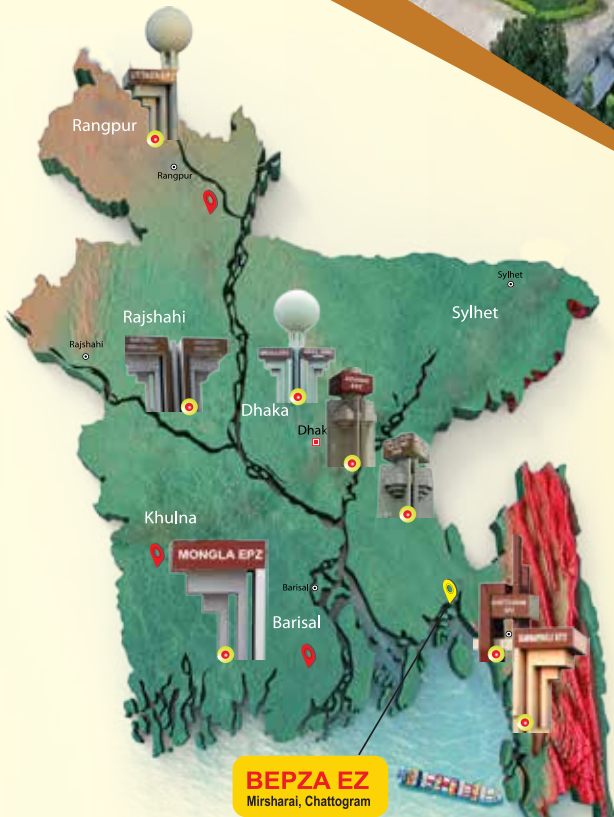 Rangpur
Rangpur
Sylhet
Sylhet
Rajshahi
Rajshahi
Dhaka
Dhak
Khulna
MONGLA EPZ
Barisal
Barisal
BEPZA EZ
Mirsharai, Chattogram